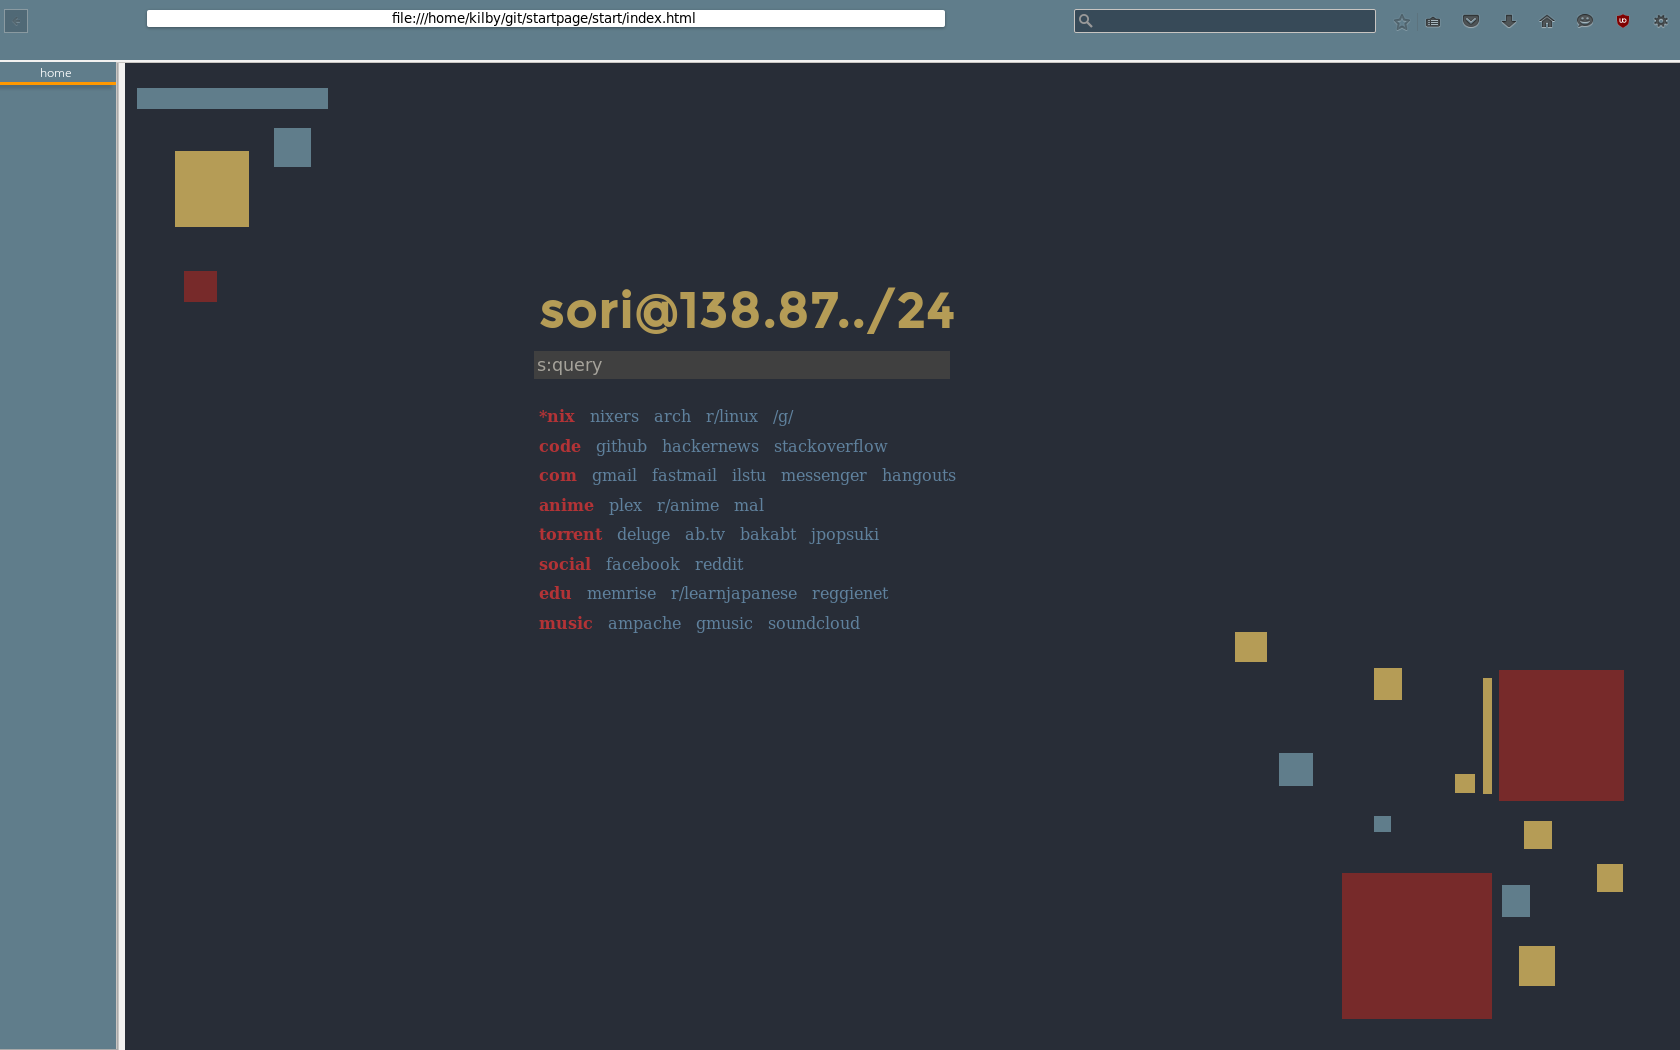 file:///home/kilby/git/startpage/start/index.html
home
sori@138.87../24
s:query
*nix nixers arch r/linux /g/
code github hackernews stackoverflow
com gmail fastmail ilstu messenger hangouts
anime plex r/anime mal
torrent deluge ab.tv bakabt jpopsuki
social facebook reddit
edu memrise r/learnjapanese reggienet
music ampache gmusic soundcloud